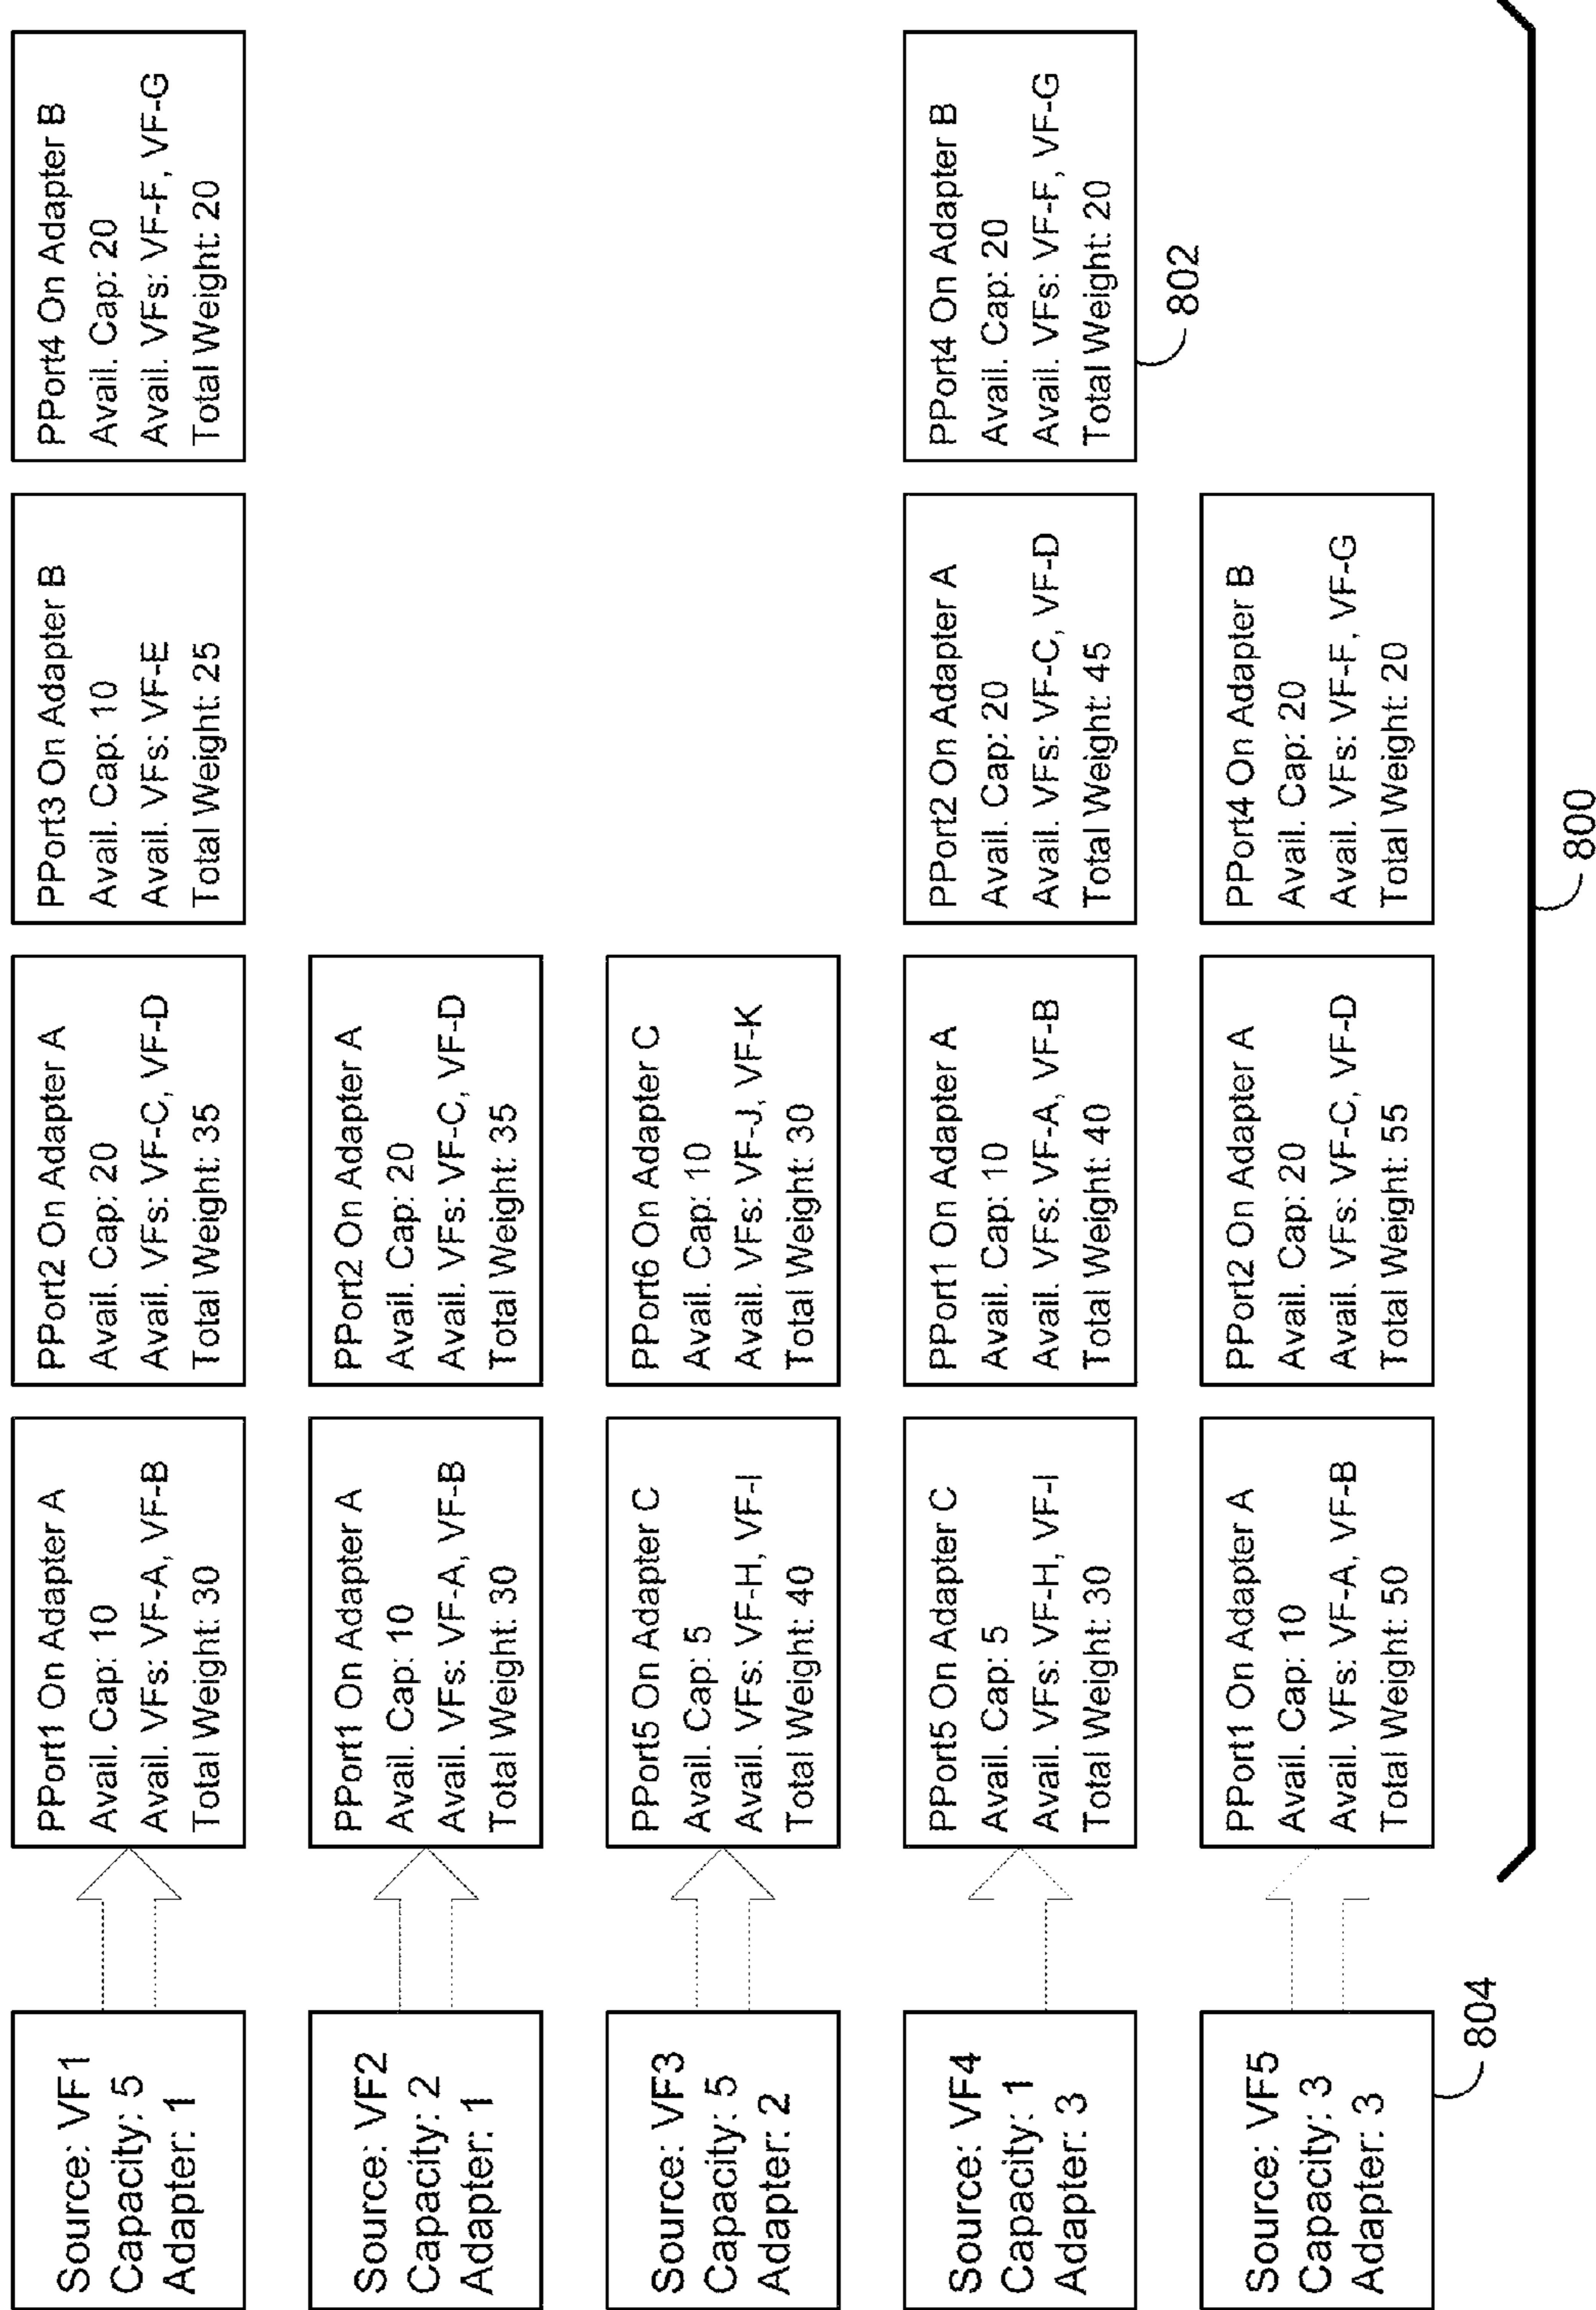 Source: VF1
Capacity: 5
Adapter: 1
PPort1 On Adapter A
Avail. Cap: 10
Avail. VFs: VF-A, VF-B
Total Weight: 30
PPort2 On Adapter A
Avail. Cap: 20
Avail. VFs: VF-C, VF-D
Total Weight: 35
PPort3 On Adapter B
Avail. Cap: 10
Avail. VFs: VF-E
Total Weight: 25
PPort4 On Adapter B
Avail. Cap: 20
Avail. VFs: VF-F, VF-G
Total Weight: 20
Source: VF2
Capacity: 2
Adapter: 1
PPort1 On Adapter A
Avail. Cap: 10
Avail. VFs: VF-A, VF-B
Total Weight: 30
PPort2 On Adapter A
Avail. Cap: 20
Avail. VFs: VF-C, VF-D
Total Weight: 35
Source: VF3
Capacity: 5
Adapter: 2
PPort5 On Adapter C
Avail. Cap: 5
Avail. VFs: VF-H, VF-I
Total Weight: 40
PPort6 On Adapter C
Avail. Cap: 10
Avail. VFs: VF-J, VF-K
Total Weight: 30
Source: VF4
Capacity: 1
Adapter: 3
PPort5 On Adapter C
Avail. Cap: 5
Avail. VFs: VF-H, VF-I
Total Weight: 30
PPort1 On Adapter A
Avail. Cap: 10
Avail. VFs: VF-A, VF-B
Total Weight: 40
PPort2 On Adapter A
Avail. Cap: 20
Avail. VFs: VF-C, VF-D
Total Weight: 45
PPort4 On Adapter B
Avail. Cap: 20
Avail. VFs: VF-F, VF-G
Total Weight: 20
802
Source: VF5
Capacity: 3
Adapter: 3
PPort1 On Adapter A
Avail. Cap: 10
Avail. VFs: VF-A, VF-B
Total Weight: 50
PPort2 On Adapter A
Avail. Cap: 20
Avail. VFs: VF-C, VF-D
Total Weight: 55
PPort4 On Adapter B
Avail. Cap: 20
Avail. VFs: VF-F, VF-G
Total Weight: 20
804
800